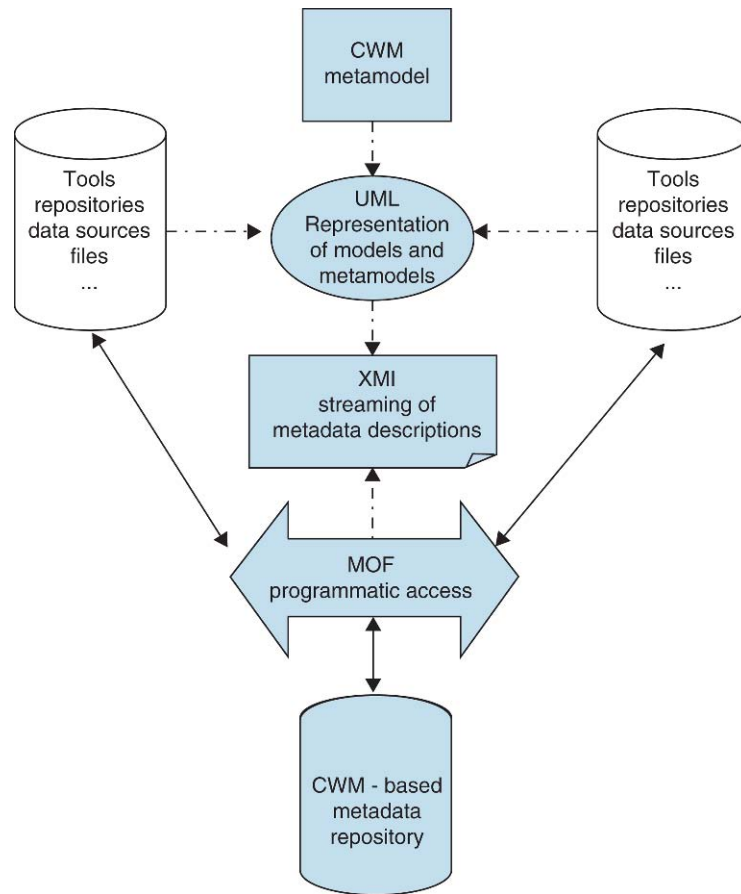 CWM
metamodel
Tools
repositories
data sources
files
...
UML
Representation
of models and
metamodels
Tools
repositories
data sources
files
...
XMI
streaming of
metadata descriptions
MOF
programmatic access
CWM - based
metadata
repository